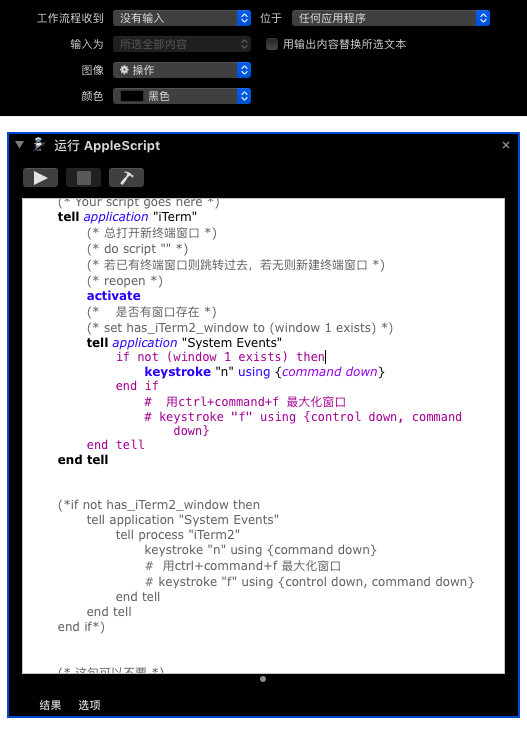 工作流程收到 没有输入 位于 任何应用程序
输入为 所选全部内容 用输出内容替换所选文本
图像 操作
颜色 黑色
运行 AppleScript
(* Your script goes here *)
tell application "iTerm"
(* 总打开新终端窗口 *)
(* do script "" *)
(* 若已有终端窗口则跳转过去，若无则新建终端窗口 *)
(* reopen *)
activate
(* 是否有窗口存在 *)
(* set has_iTerm2_window to (window 1 exists) *)
tell application "System Events"
if not (window 1 exists) then
keystroke "n" using {command down}
end if
# 用ctrl+command+f 最大化窗口
# keystroke "f" using {control down, command
down}
end tell
end tell
(*if not has_iTerm2_window then
tell application "System Events"
tell process "iTerm2"
keystroke "n" using {command down}
# 用ctrl+command+f 最大化窗口
# keystroke "f" using {control down, command down}
end tell
end tell
end if*)
(* 这句可以不要 *)
结果 选项